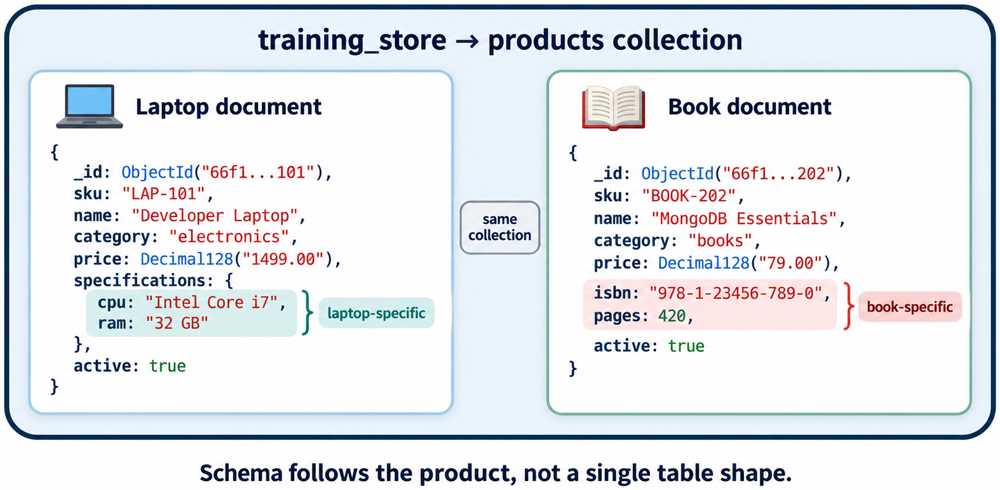 training_store → products collection
Laptop document
{
_id: ObjectId("66f1...101"),
sku: "LAP-101",
name: "Developer Laptop",
category: "electronics",
price: Decimal128("1499.00"),
specifications: {
cpu: "Intel Core i7",
ram: "32 GB"
laptop-specific
},
active: true
}
same
collection
Book document
{
_id: ObjectId("66f1...202"),
sku: "BOOK-202",
name: "MongoDB Essentials",
category: "books",
price: Decimal128("79.00"),
isbn: "978-1-23456-789-0",
pages: 420,
book-specific
active: true
}
Schema follows the product, not a single table shape.